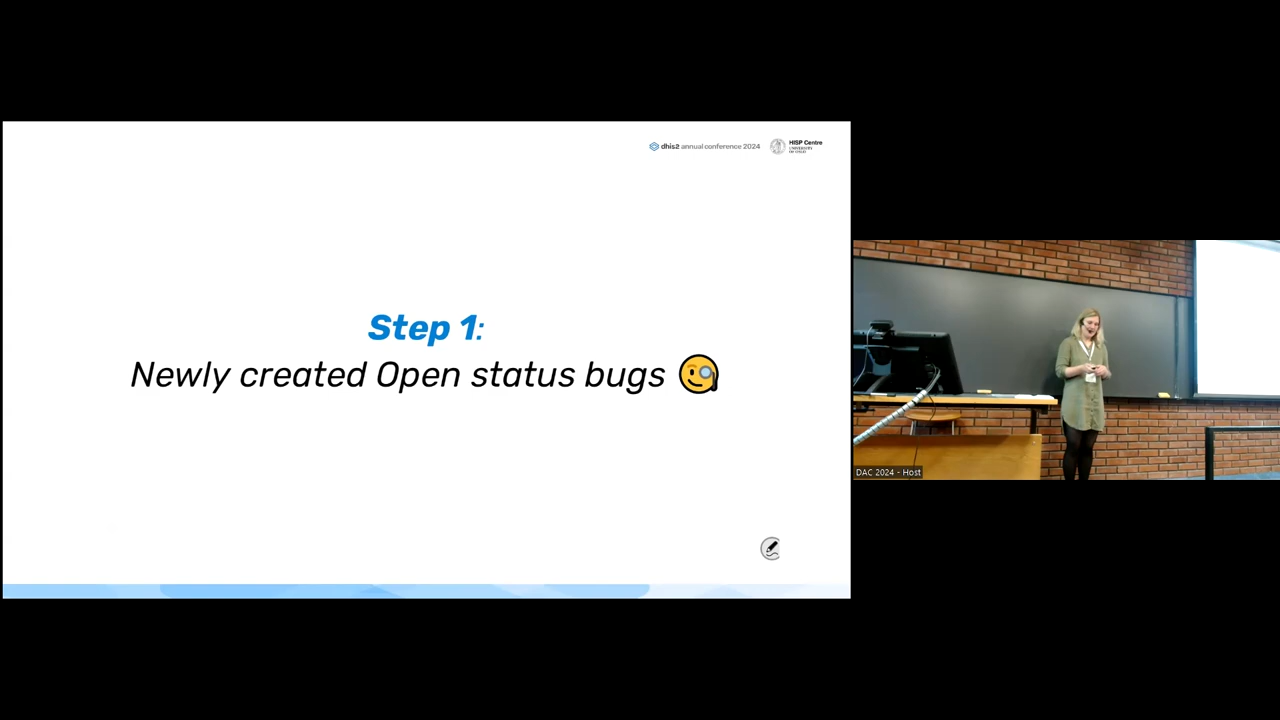 dhis2 annual conference 2024
HISP Centre
UNIVERSITY
OF OSLO
Step 1:
Newly created Open status bugs
DAC 2024 - Host